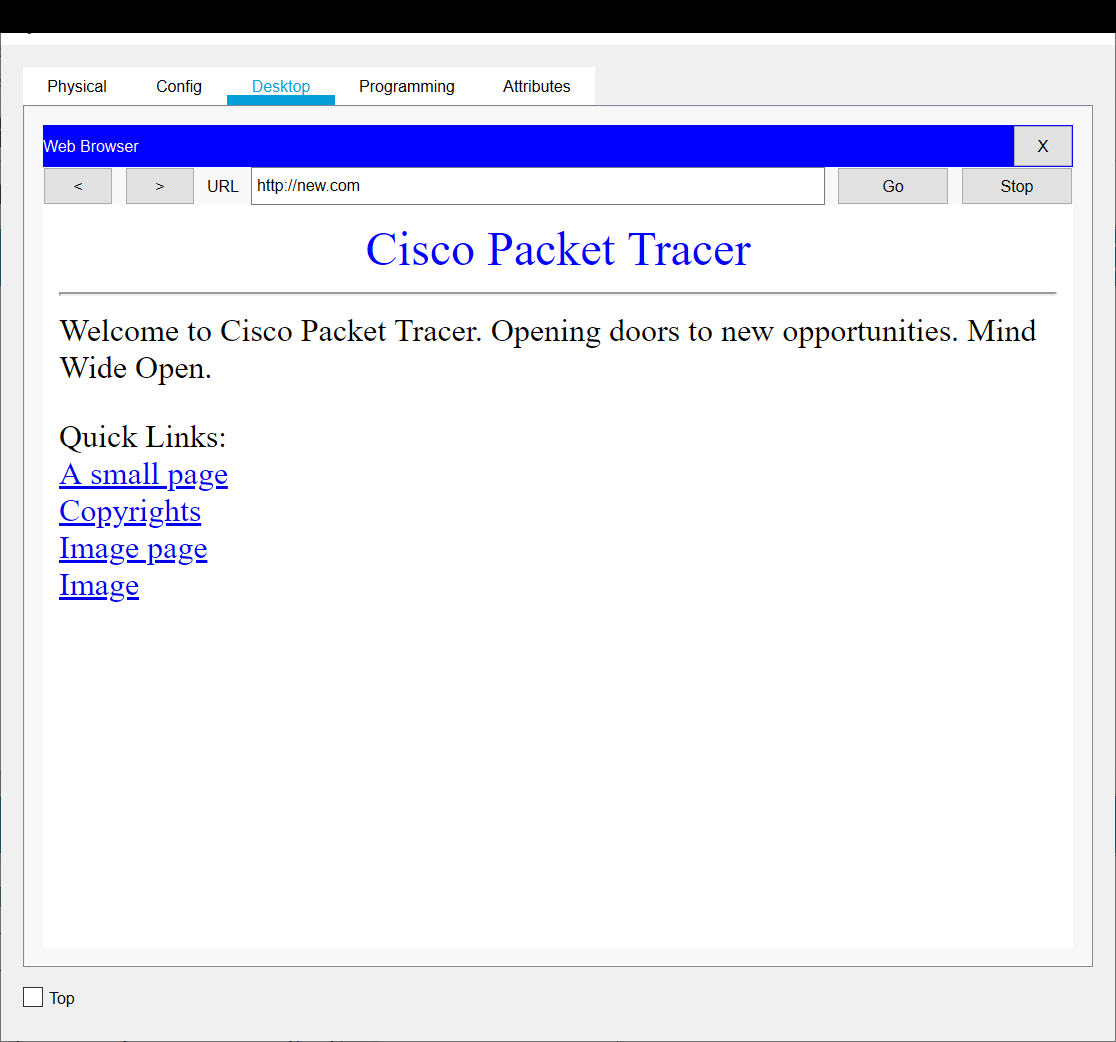 Physical Config Desktop Programming Attributes
Web Browser X
< > URL http://new.com Go Stop
Cisco Packet Tracer
Welcome to Cisco Packet Tracer. Opening doors to new opportunities. Mind
Wide Open.
Quick Links:
A small page
Copyrights
Image page
Image
Top